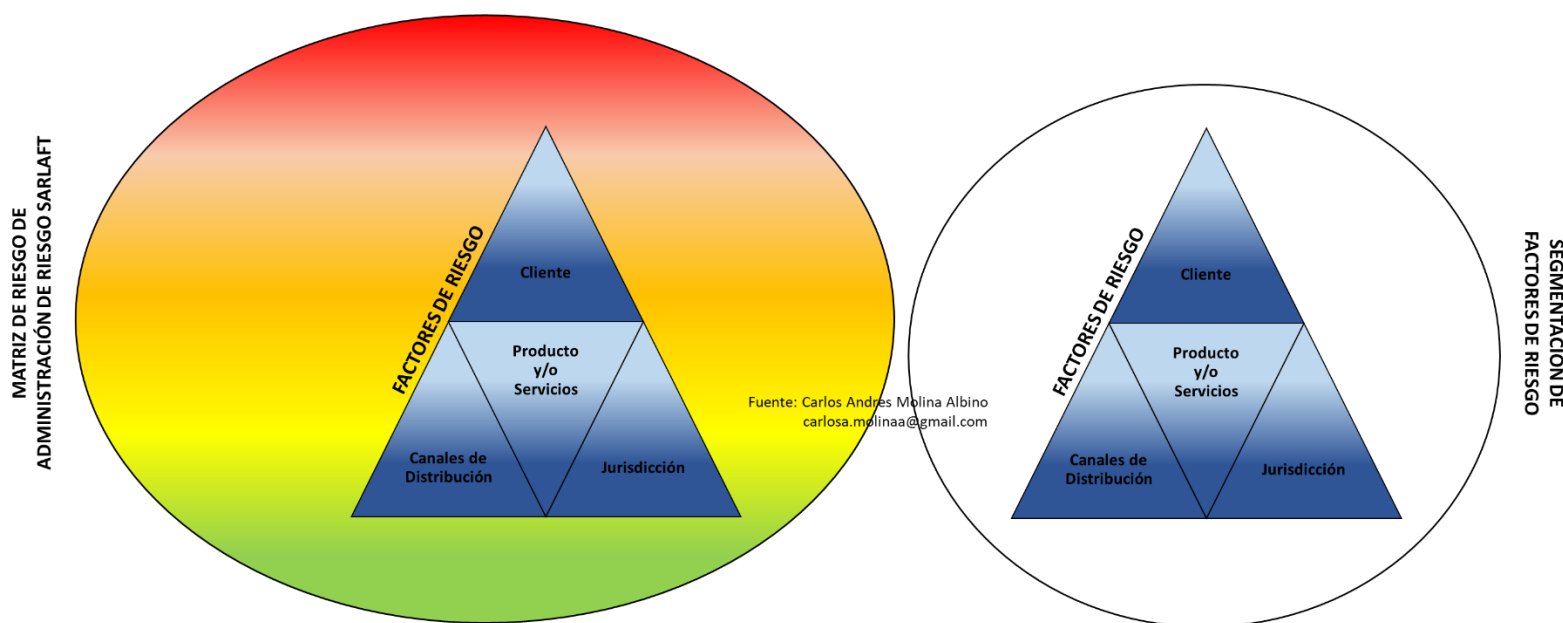 MATRIZ DE RIESGO DE
ADMINISTRACIÓN DE RIESGO SARLAFT
FACTORES DE RIESGO
Cliente
Producto
y/o
Servicios
Canales de
Distribución
Jurisdicción
Fuente: Carlos Andres Molina Albino
carlosa.molinaa@gmail.com
FACTORES DE RIESGO
Cliente
Producto
y/o
Servicios
Canales de
Distribución
Jurisdicción
SEGMENTACION DE
FACTORES DE RIESGO